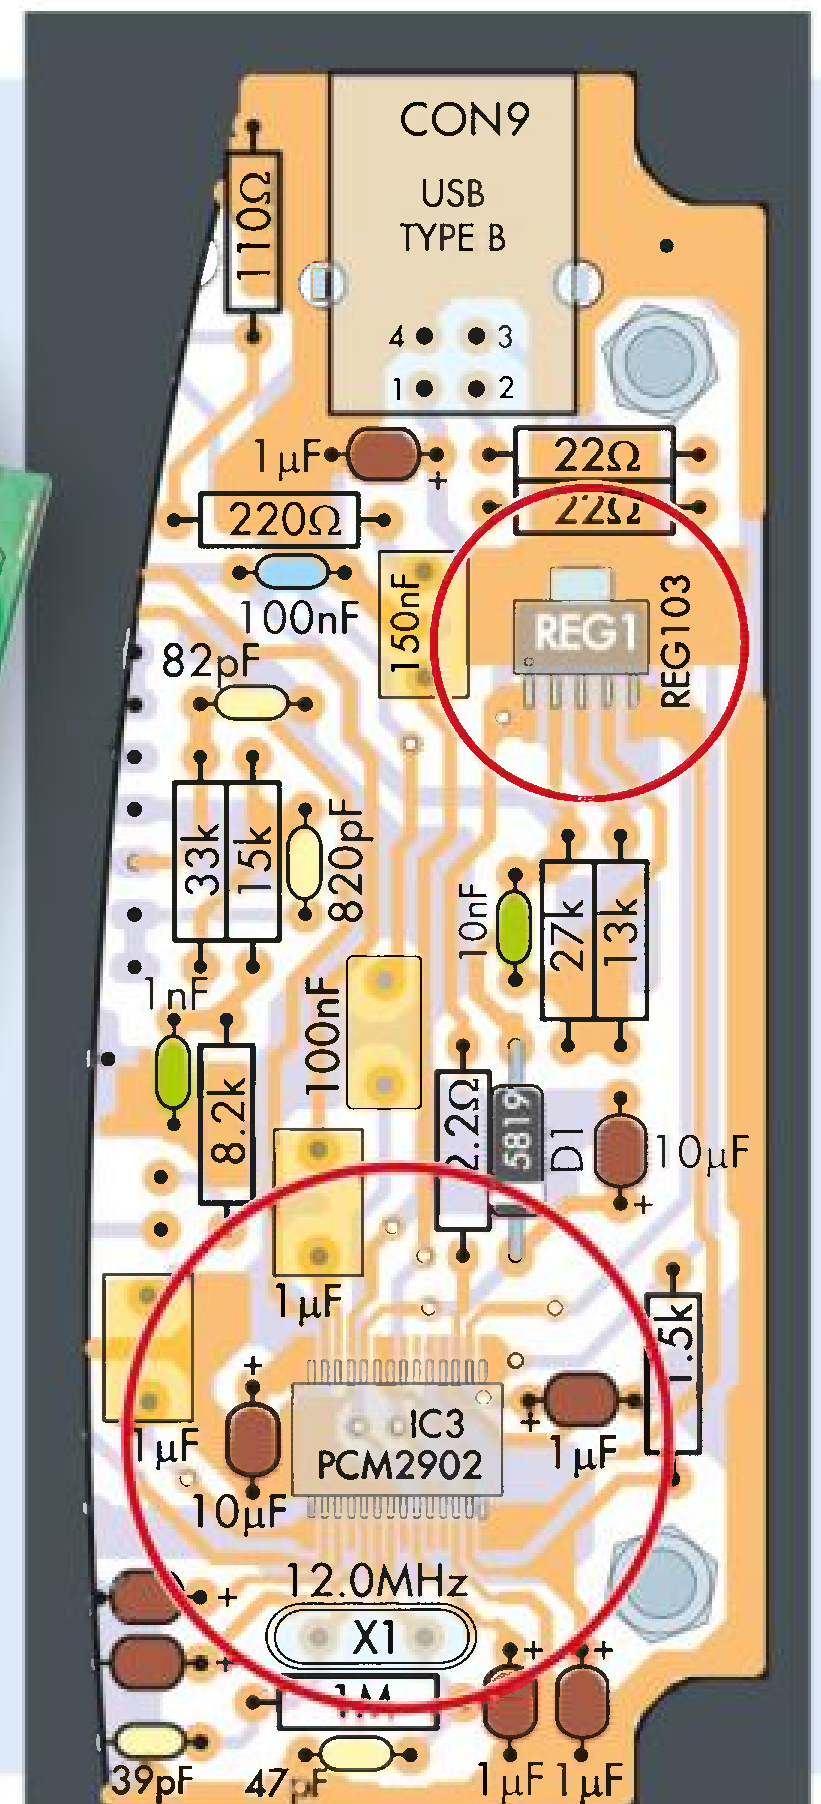 CON9
USB
TYPE B
110Ω
4 3
1 2
1µF
+
22Ω
220Ω
22Ω
100nF
150nF
REG1
REG103
82pF
33k
15k
820pF
10nF
27k
13k
1nF
100nF
8.2k
2.2Ω
5819
D1
10µF
+
1µF
1.5k
+
IC3
PCM2902
+
1µF
1µF
10µF
12.0MHz
+
X1
+
+
+
1M
39pF
47pF
1µF
1µF